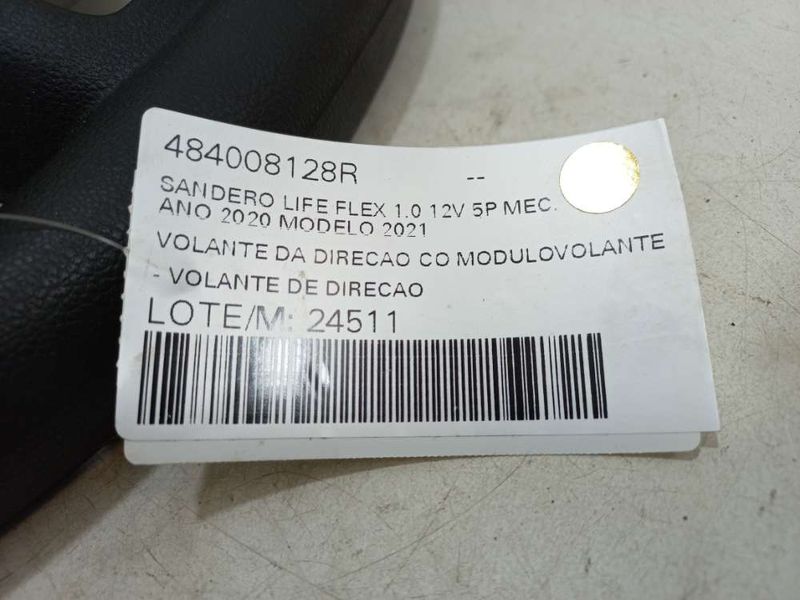 484008128R --
SANDERO LIFE FLEX 1.0 12V 5P MEC.
ANO 2020 MODELO 2021
VOLANTE DA DIRECAO CO MODULOVOLANTE
- VOLANTE DE DIRECAO
LOTE/M: 24511